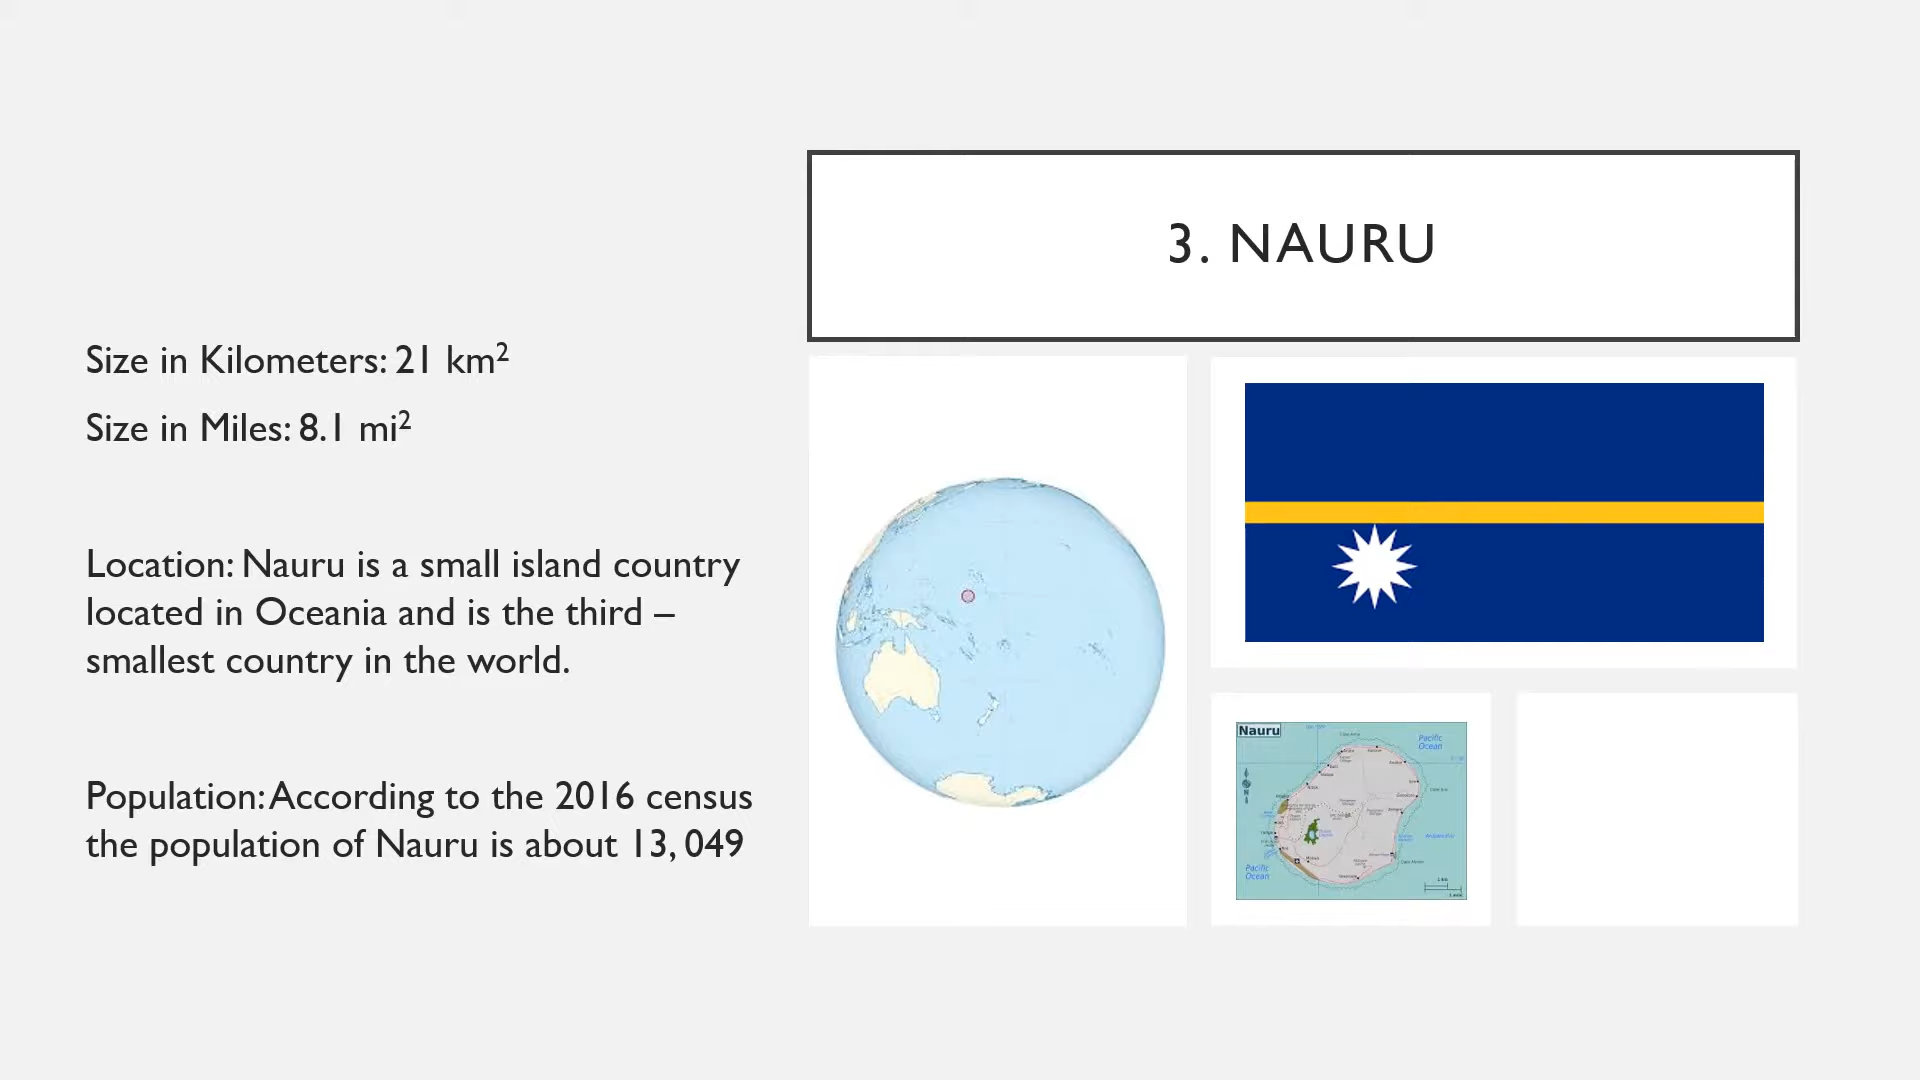 3. NAURU
Size in Kilometers: 21 km²
Size in Miles: 8.1 mi²
Location: Nauru is a small island country
located in Oceania and is the third –
smallest country in the world.
Population: According to the 2016 census
the population of Nauru is about 13, 049
Nauru
Pacific
Ocean
Pacific
Ocean